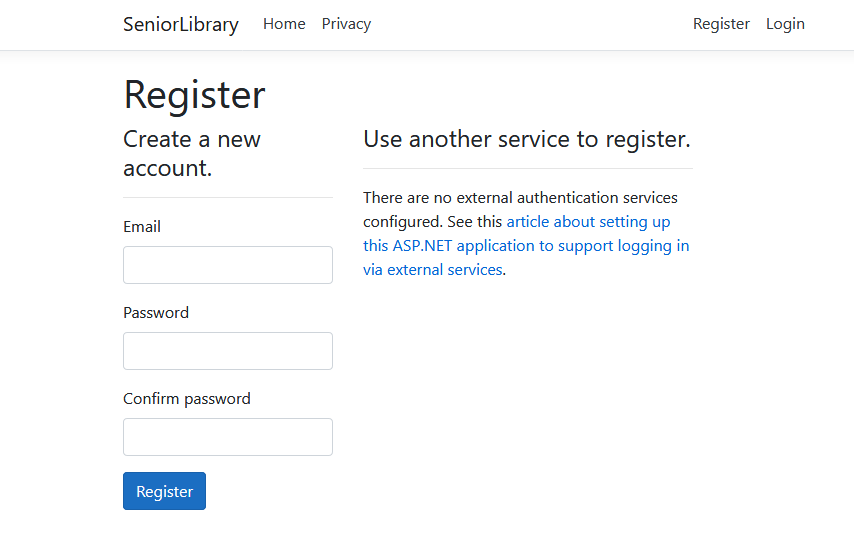 SeniorLibrary Home Privacy Register Login
Register
Create a new
account.
Email
Password
Confirm password
Register
Use another service to register.
There are no external authentication services
configured. See this article about setting up
this ASP.NET application to support logging in
via external services.